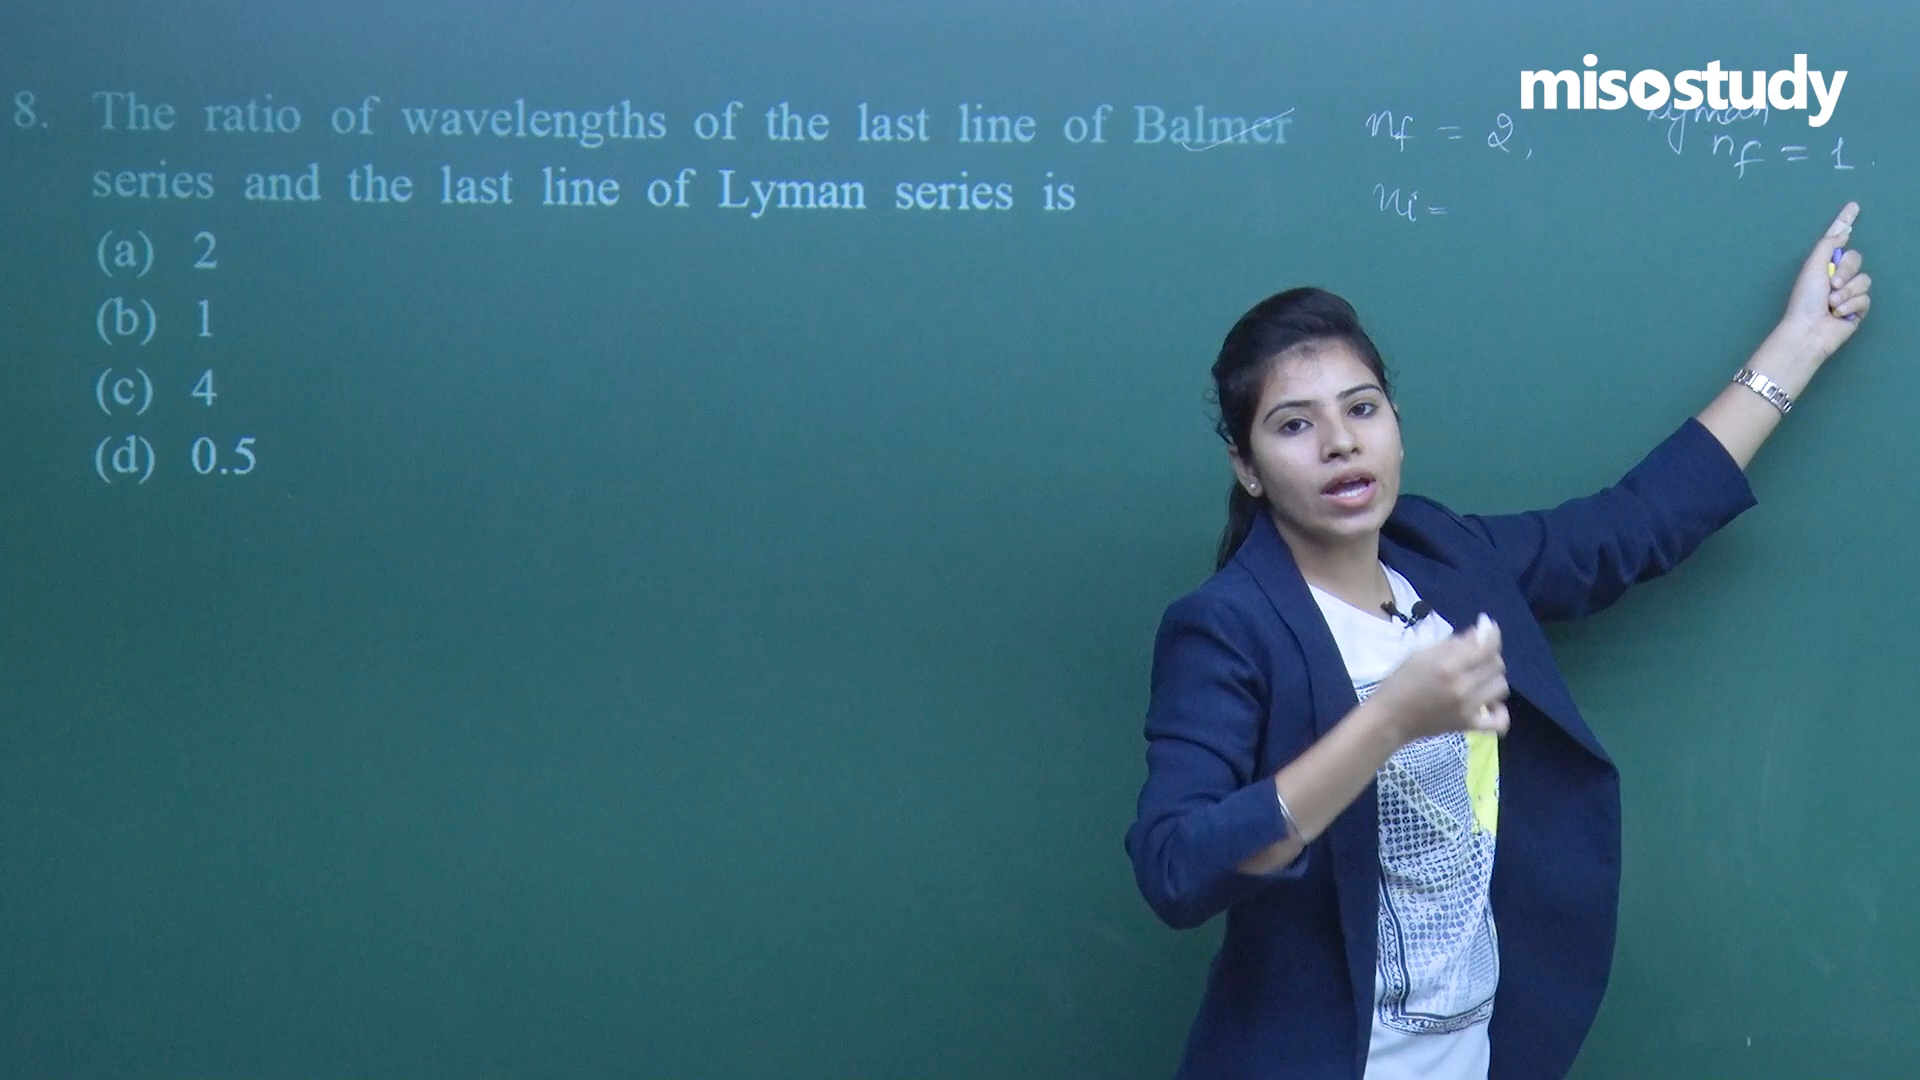 misostudy
8. The ratio of wavelengths of the last line of Balmer
series and the last line of Lyman series is
(a) 2
(b) 1
(c) 4
(d) 0.5
nf = 2,
ni =
Lyman
nf = 1.